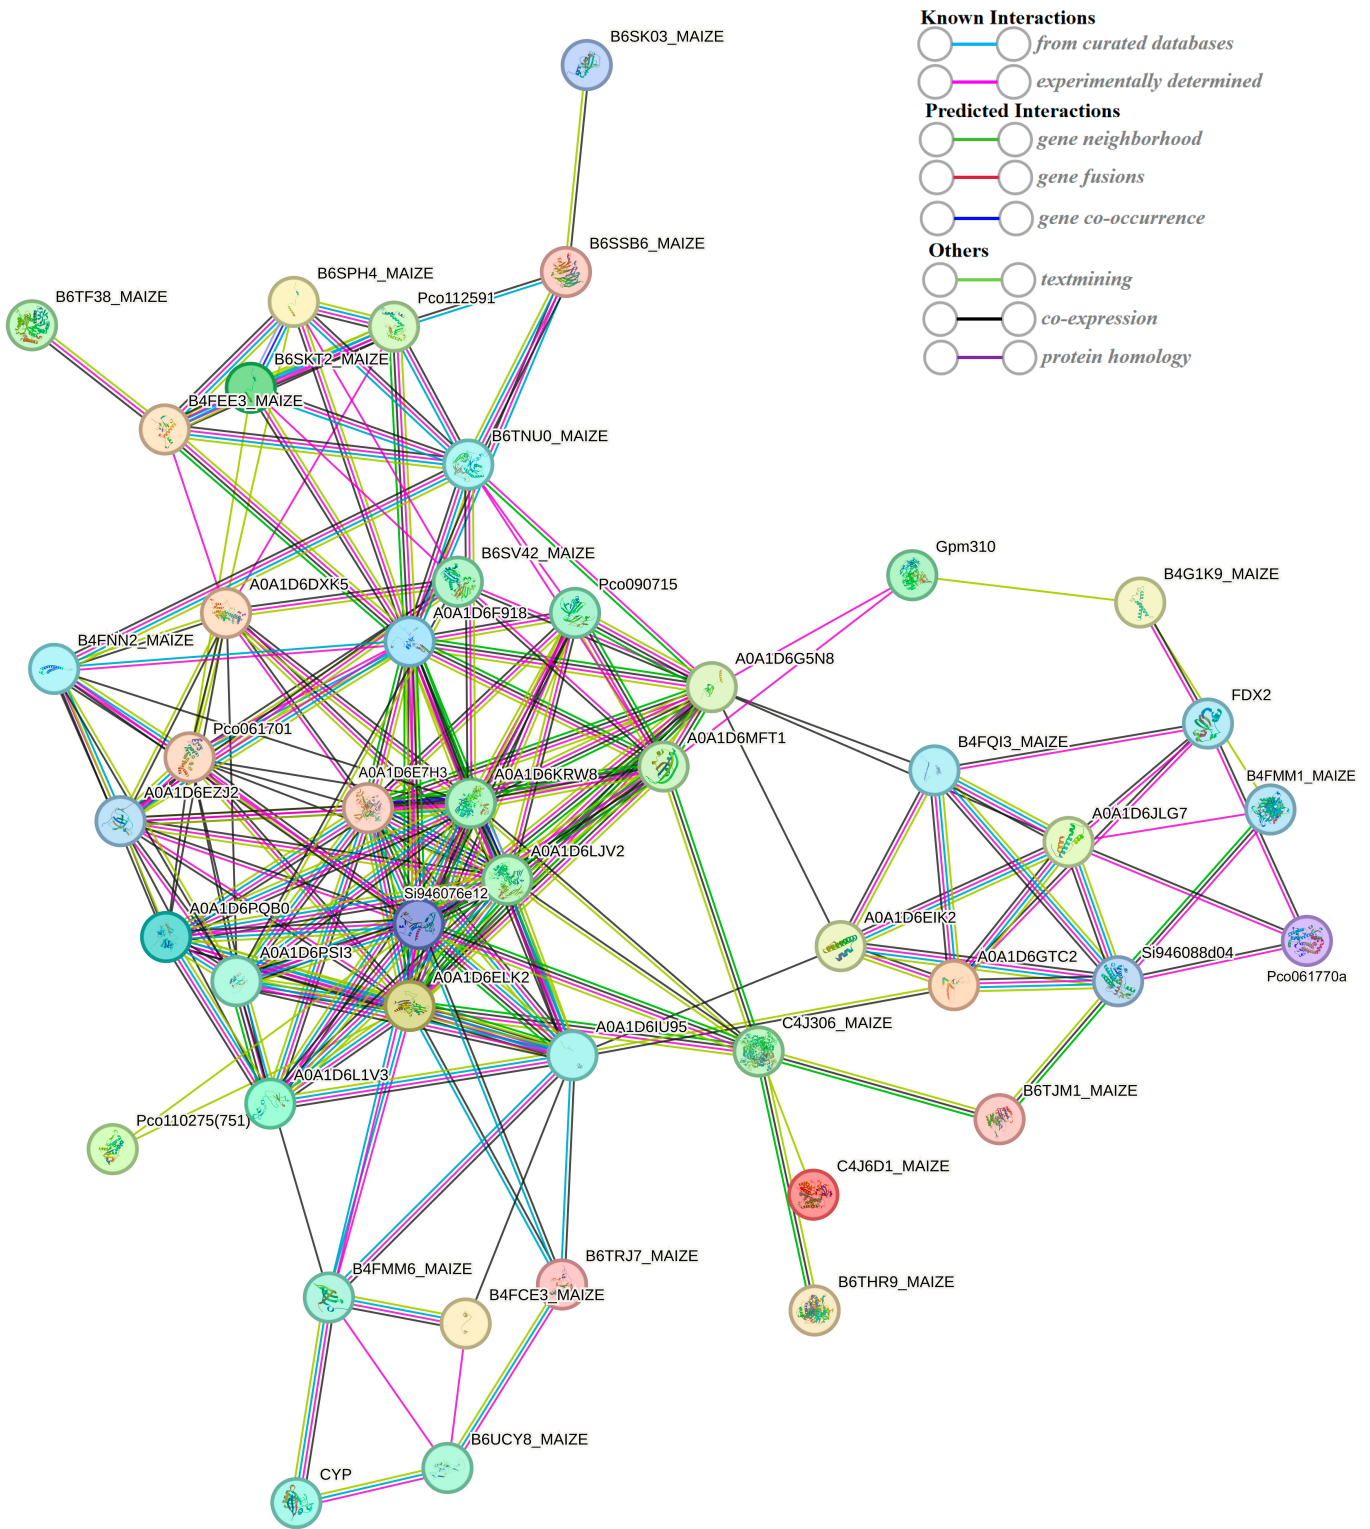 Known Interactions
from curated databases
experimentally determined
Predicted Interactions
gene neighborhood
gene fusions
gene co-occurrence
Others
textmining
co-expression
protein homology
B6SK03_MAIZE
B6SSB6_MAIZE
B6SPH4_MAIZE
B6TF38_MAIZE
Pco112591
B6SKT2_MAIZE
B4FEE3_MAIZE
B6TNU0_MAIZE
Gpm310
B6SV42_MAIZE
B4G1K9_MAIZE
A0A1D6DXK5
Pco090715
A0A1D6F918
B4FNN2_MAIZE
A0A1D6G5N8
FDX2
Pco061701
A0A1D6MFT1
B4FQI3_MAIZE
A0A1D6E7H3
A0A1D6KRW8
B4FMM1_MAIZE
A0A1D6EZJ2
A0A1D6JLG7
A0A1D6LJV2
Si946076e12
A0A1D6PQB0
A0A1D6EIK2
A0A1D6PSI3
A0A1D6GTC2
Si946088d04
A0A1D6ELK2
Pco061770a
A0A1D6IU95
C4J306_MAIZE
A0A1D6L1V3
B6TJM1_MAIZE
Pco110275(751)
C4J6D1_MAIZE
B6TRJ7_MAIZE
B4FMM6_MAIZE
B6THR9_MAIZE
B4FCE3_MAIZE
B6UCY8_MAIZE
CYP